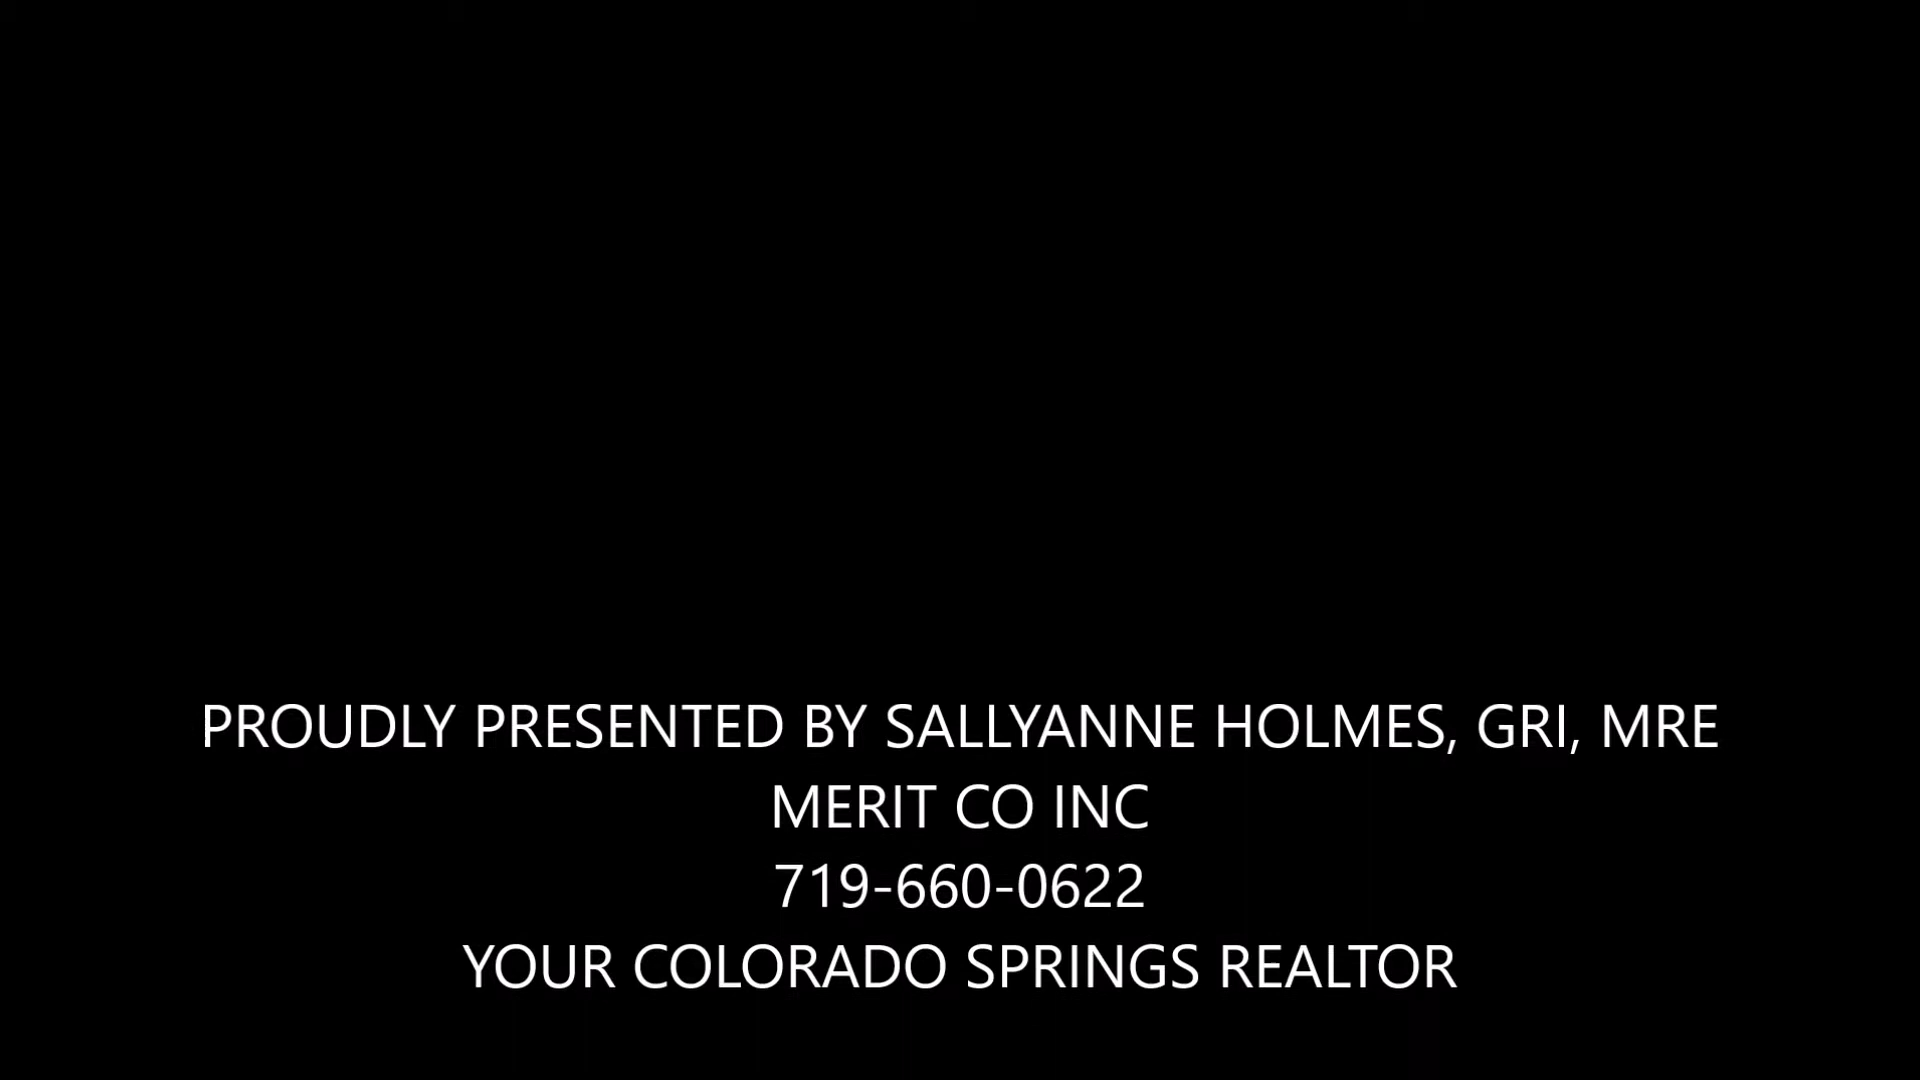 PROUDLY PRESENTED BY SALLYANNE HOLMES, GRI, MRE
MERIT CO INC
719-660-0622
YOUR COLORADO SPRINGS REALTOR